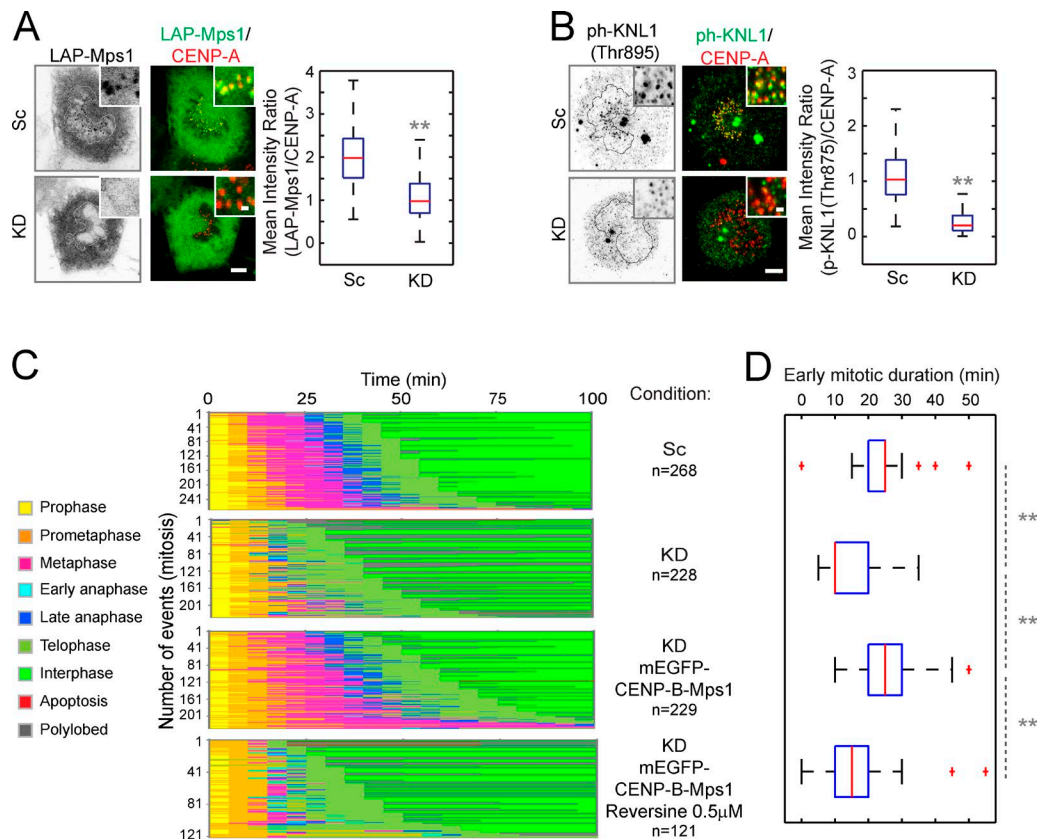 A
LAP-Mps1
LAP-Mps1/
CENP-A
Sc
KD
Mean Intensity Ratio
(LAP-Mps1/CENP-A)
4
3
2
1
0
**
Sc
KD
B
ph-KNL1
(Thr895)
ph-KNL1/
CENP-A
Sc
KD
Mean Intensity Ratio
(p-KNL1(Thr875)/CENP-A)
3
2
1
0
**
Sc
KD
C
Time (min)
0
25
50
75
100
Condition:
Number of events (mitosis)
1
41
81
121
161
201
241
Sc
n=268
1
41
81
121
161
201
KD
n=228
1
41
81
121
161
201
KD
mEGFP-
CENP-B-Mps1
n=229
1
41
81
121
KD
mEGFP-
CENP-B-Mps1
Reversine 0.5μM
n=121
Prophase
Prometaphase
Metaphase
Early anaphase
Late anaphase
Telophase
Interphase
Apoptosis
Polylobed
D
Early mitotic duration (min)
0 10 20 30 40 50
**
**
**